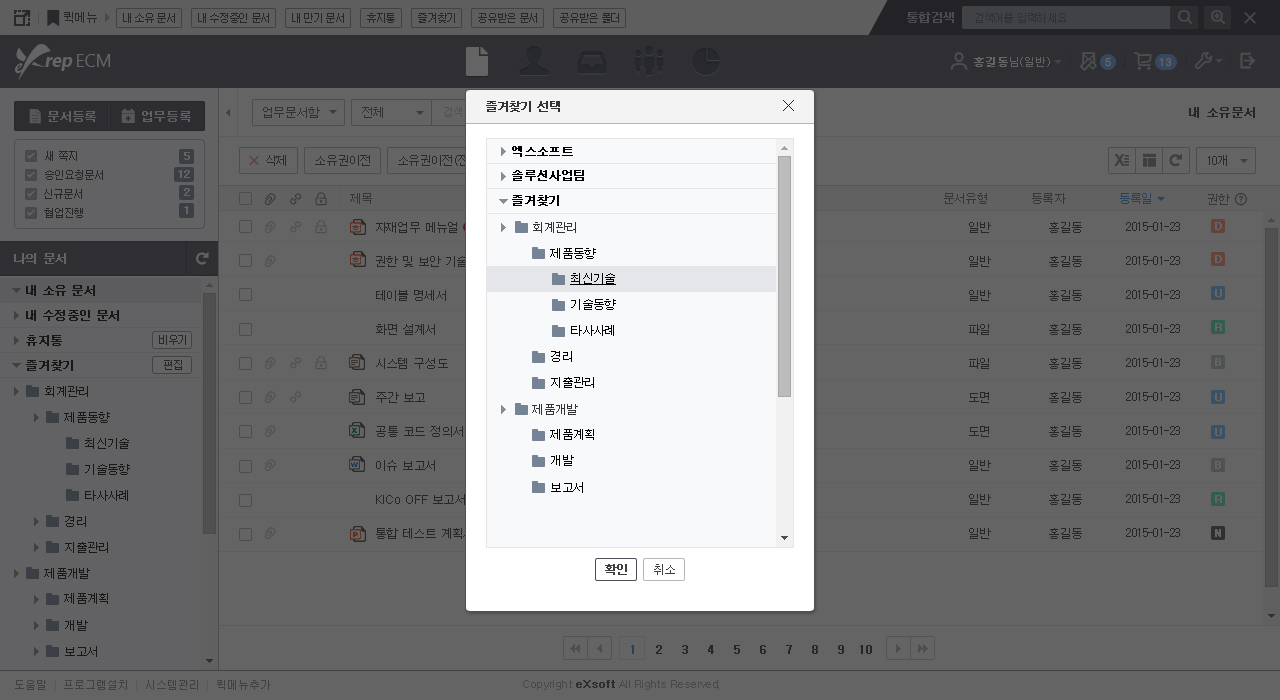 퀵메뉴 내 소유 문서 내 수정중인 문서 내 만기 문서 휴지통 즐겨찾기 공유받은 문서 공유받은 폴더 통합검색 검색어를 입력하세요
Xrep ECM 홍길동님(일반) 5 13
문서등록 업무등록
새 쪽지 5
승인요청문서 12
신규문서 2
협업진행 1
나의 문서
내 소유 문서
내 수정중인 문서
휴지통 비우기
즐겨찾기 편집
회계관리
제품동향
최신기술
기술동향
타사사례
경리
지출관리
제품개발
제품계획
개발
보고서
업무문서함 전체 검색 내 소유문서
삭제 소유권이전 소유권이전(전 10개
제목 문서유형 등록자 등록일 권한
자재업무 메뉴얼 일반 홍길동 2015-01-23 D
권한 및 보안 기술 일반 홍길동 2015-01-23 D
테이블 명세서 일반 홍길동 2015-01-23 U
화면 설계서 파일 홍길동 2015-01-23 R
시스템 구성도 파일 홍길동 2015-01-23 B
주간 보고 도면 홍길동 2015-01-23 U
공통 코드 정의서 도면 홍길동 2015-01-23 U
이슈 보고서 일반 홍길동 2015-01-23 B
KICo OFF 보고서 일반 홍길동 2015-01-23 R
통합 테스트 계획서 일반 홍길동 2015-01-23 N
즐겨찾기 선택
엑스소프트
솔루션사업팀
즐겨찾기
회계관리
제품동향
최신기술
기술동향
타사사례
경리
지출관리
제품개발
제품계획
개발
보고서
확인 취소
1 2 3 4 5 6 7 8 9 10
도움말 프로그램설치 시스템관리 퀵메뉴추가 Copyright eXsoft All Rights Reserved.